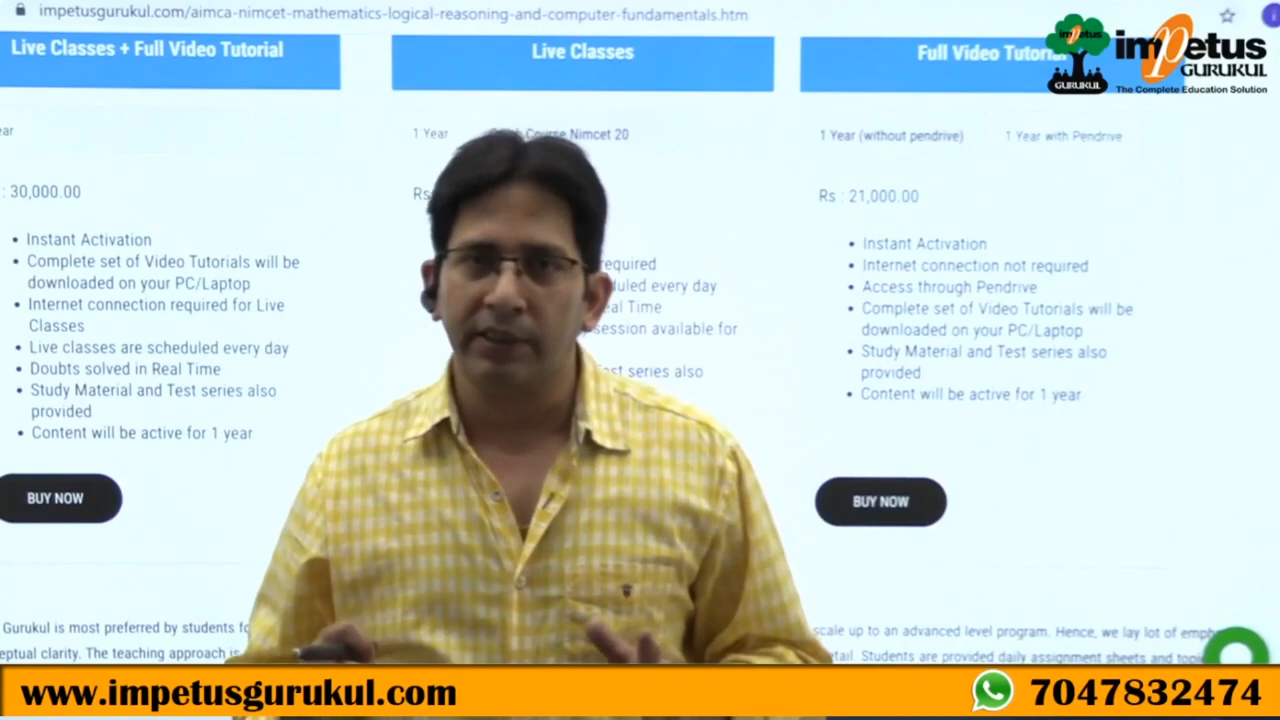 impetusgurukul.com/aimca-nimcet-mathematics-logical-reasoning-and-computer-fundamentals.htm
impetus
GURUKUL
impetus
GURUKUL
The Complete Education Solution
Live Classes + Full Video Tutorial
: 30,000.00
• Instant Activation
• Complete set of Video Tutorials will be
downloaded on your PC/Laptop
• Internet connection required for Live
Classes
• Live classes are scheduled every day
• Doubts solved in Real Time
• Study Material and Test series also
provided
• Content will be active for 1 year
BUY NOW
Live Classes
1 Year
Course Nimcet 20
Rs
required
every day
Real Time
session available for
series also
Full Video Tutorial
1 Year (without pendrive)
1 Year with Pendrive
Rs : 21,000.00
• Instant Activation
• Internet connection not required
• Access through Pendrive
• Complete set of Video Tutorials will be
downloaded on your PC/Laptop
• Study Material and Test series also
provided
• Content will be active for 1 year
BUY NOW
Gurukul is most preferred by students
clarity. The teaching approach is
scale up to an advanced level program. Hence, we lay lot of
Students are provided daily assignment sheets and
www.impetusgurukul.com
7047832474